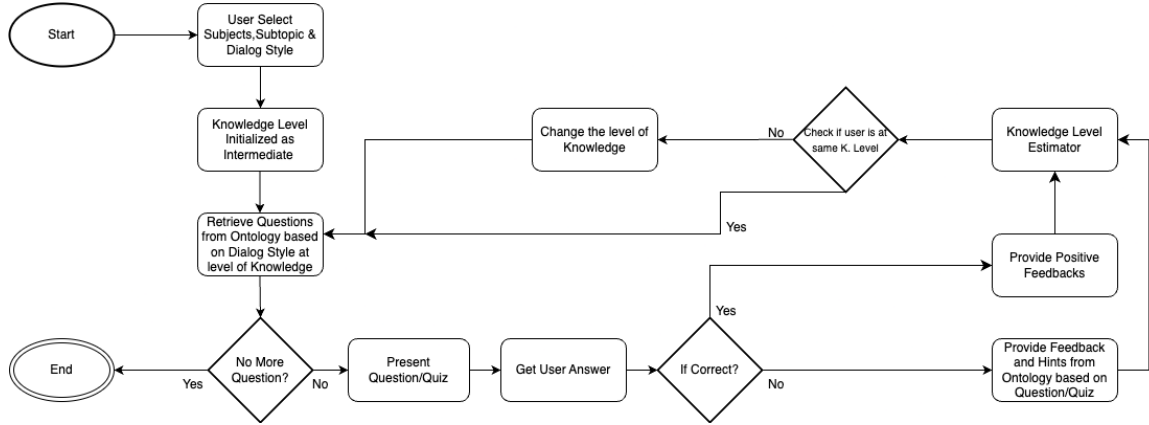 Start
User Select
Subjects,Subtopic &
Dialog Style
Knowledge Level
Initialized as
Intermediate
Change the level of
Knowledge
No
Check if user is at
same K. Level
Knowledge Level
Estimator
Retrieve Questions
from Ontology based
on Dialog Style at
level of Knowledge
Yes
Provide Positive
Feedbacks
Yes
End
Yes
No More
Question?
No
Present
Question/Quiz
Get User Answer
If Correct?
No
Provide Feedback
and Hints from
Ontology based on
Question/Quiz